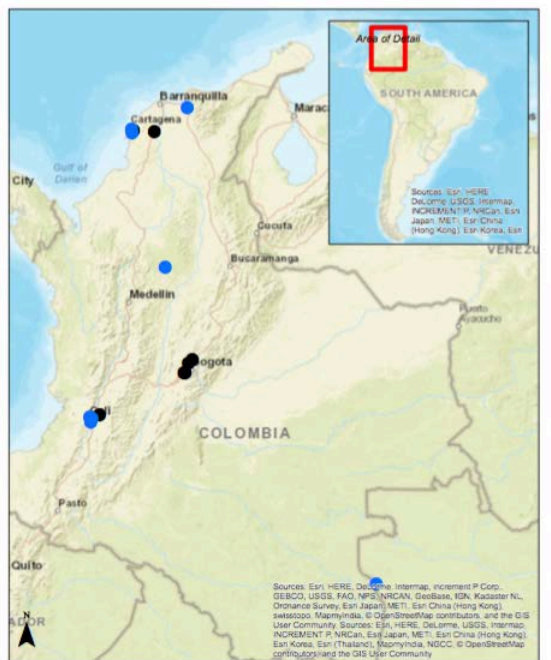 Area of Detail
SOUTH AMERICA
Sources: Esri, HERE,
DeLorme, USGS, Intermap,
INCREMENT P, NRCan, Esri
Japan, METI, Esri China
(Hong Kong), Esri Korea, Esri
Barranquilla
Cartagena
Marac
Gulf of
Darien
City
Cucuta
Bucaramanga
VENEZU
Medellin
Puerto
Ayacucho
ogota
COLOMBIA
Pasto
Quito
ADOR
N
Sources: Esri, HERE, DeLorme, Intermap, increment P Corp.,
GEBCO, USGS, FAO, NPS, NRCAN, GeoBase, IGN, Kadaster NL,
Ordnance Survey, Esri Japan, METI, Esri China (Hong Kong),
swisstopo, MapmyIndia, © OpenStreetMap contributors, and the GIS
User Community, Sources: Esri, HERE, DeLorme, USGS, Intermap,
INCREMENT P, NRCan, Esri Japan, METI, Esri China (Hong Kong),
Esri Korea, Esri (Thailand), MapmyIndia, NGCC, © OpenStreetMap
contributors, and the GIS User Community